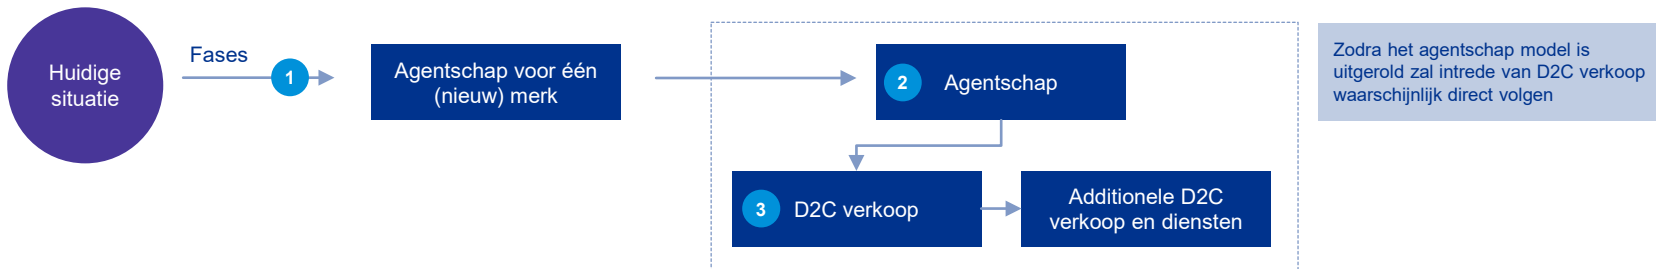 Huidige
situatie
Fases
1
Agentschap voor één
(nieuw) merk
2
Agentschap
3
D2C verkoop
Additionele D2C
verkoop en diensten
Zodra het agentschap model is
uitgerold zal intrede van D2C verkoop
waarschijnlijk direct volgen